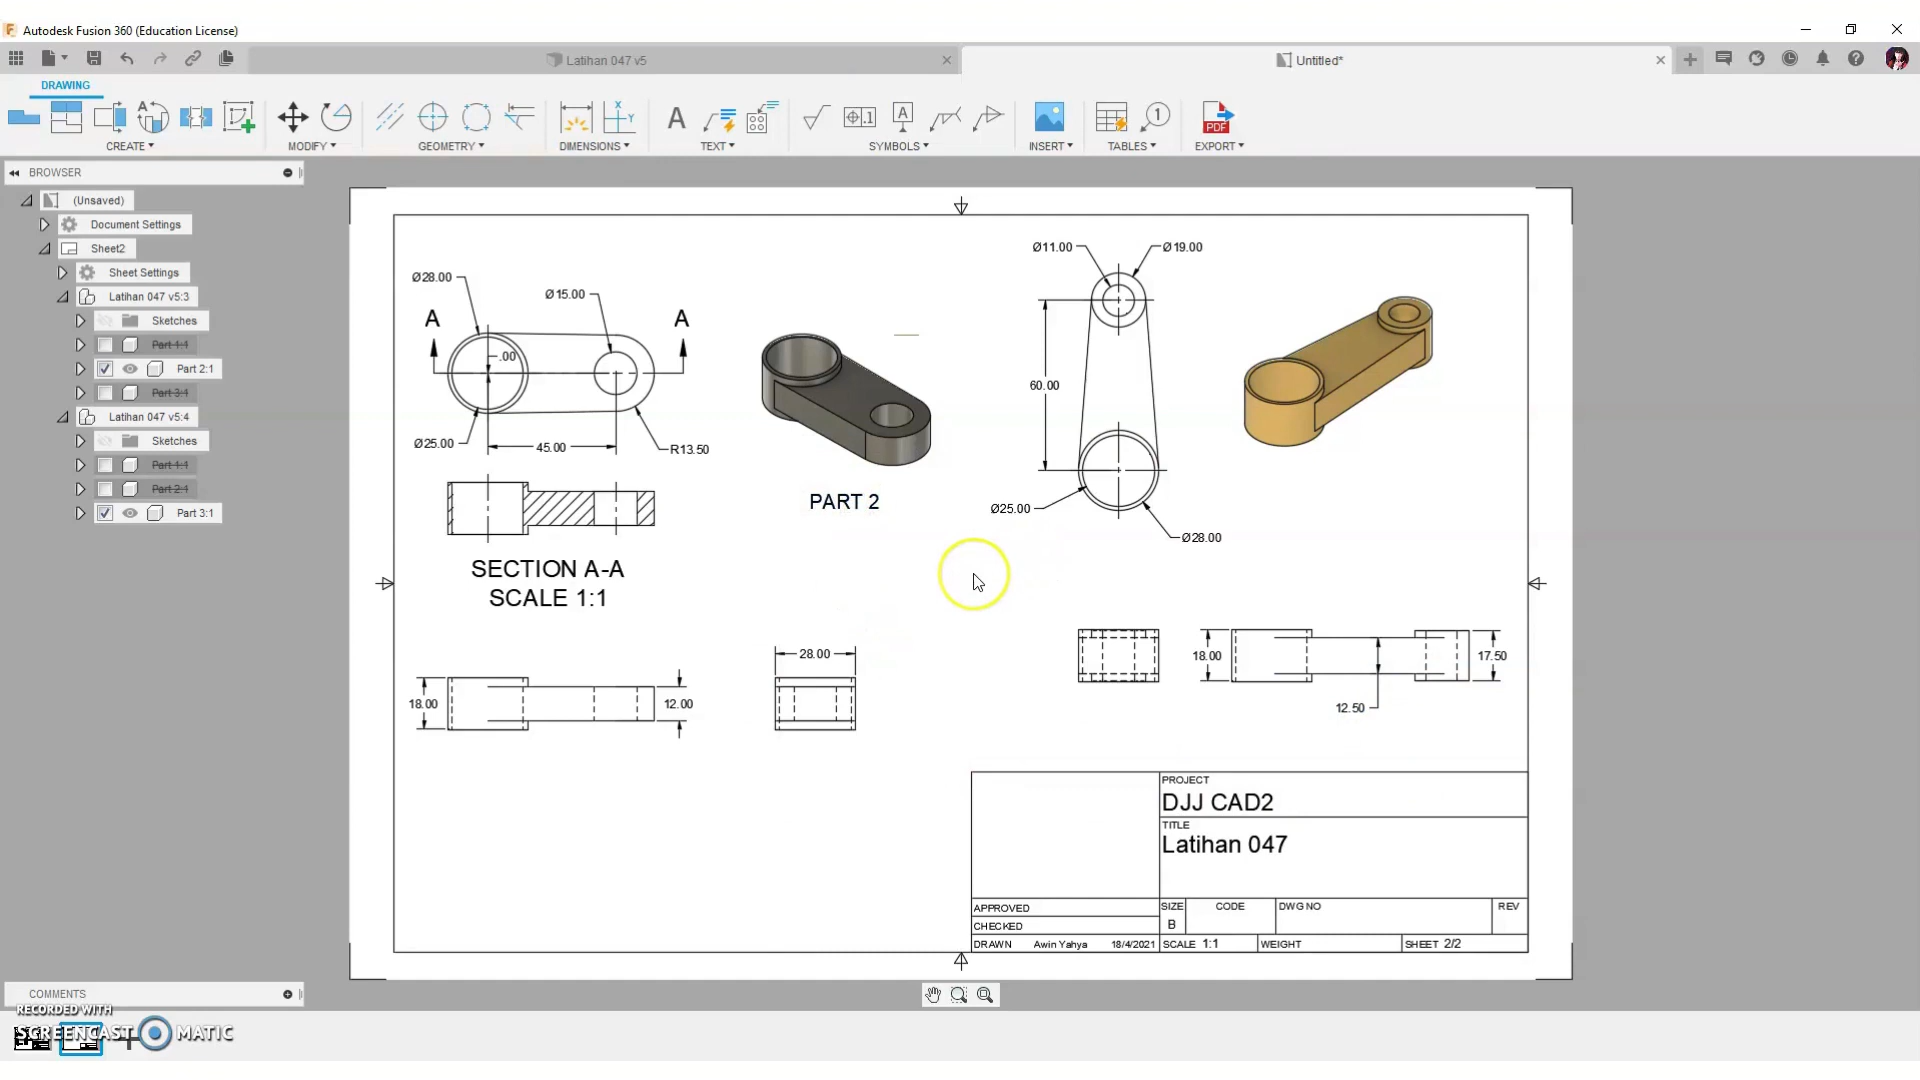 Autodesk Fusion 360 (Education License)
Latihan 047 v5
Untitled*
DRAWING
CREATE MODIFY GEOMETRY DIMENSIONS TEXT SYMBOLS INSERT TABLES EXPORT
PDF
BROWSER
(Unsaved)
Document Settings
Sheet2
Sheet Settings
Latihan 047 v5:3
Sketches
Part 1:1
Part 2:1
Part 3:1
Latihan 047 v5:4
Sketches
Part 1:1
Part 2:1
Part 3:1
Ø28.00
Ø15.00
A A
.00
Ø25.00
45.00
R13.50
SECTION A-A
SCALE 1:1
18.00
12.00
PART 2
28.00
Ø11.00
Ø19.00
60.00
Ø25.00
Ø28.00
18.00
17.50
12.50
PROJECT
DJJ CAD2
TITLE
Latihan 047
APPROVED
CHECKED
DRAWN Awin Yahya 18/4/2021
SIZE CODE DWG NO REV
B
SCALE 1:1 WEIGHT SHEET 2/2
COMMENTS
RECORDED WITH
SCREENCAST MATIC